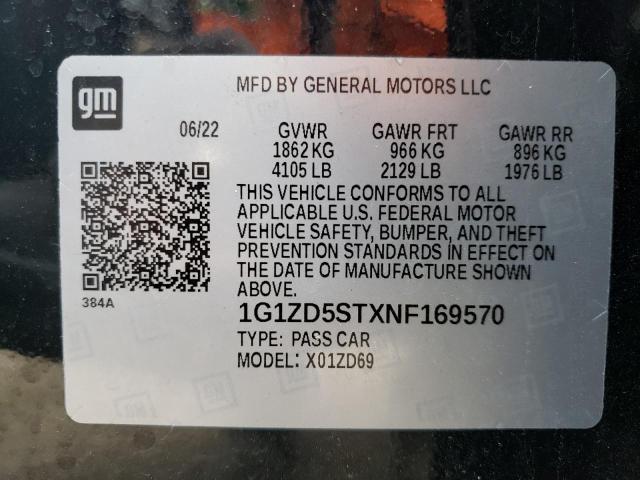 gm
MFD BY GENERAL MOTORS LLC
06/22 GVWR GAWR FRT GAWR RR
1862 KG 966 KG 896 KG
4105 LB 2129 LB 1976 LB
THIS VEHICLE CONFORMS TO ALL
APPLICABLE U.S. FEDERAL MOTOR
VEHICLE SAFETY, BUMPER, AND THEFT
PREVENTION STANDARDS IN EFFECT ON
THE DATE OF MANUFACTURE SHOWN
ABOVE.
384A
1G1ZD5STXNF169570
TYPE: PASS CAR
MODEL: X01ZD69